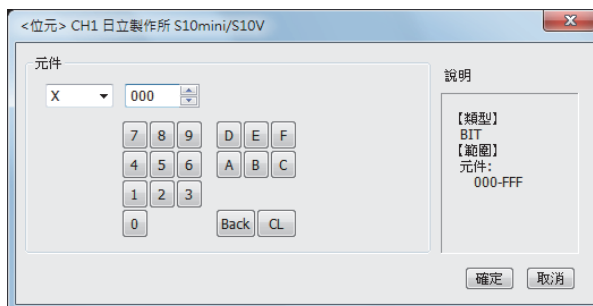 <位元> CH1 日立製作所 S10mini/S10V
元件
X 000
7 8 9 D E F
4 5 6 A B C
1 2 3
0 Back CL
說明
【類型】
BIT
【範圍】
元件:
000-FFF
確定 取消